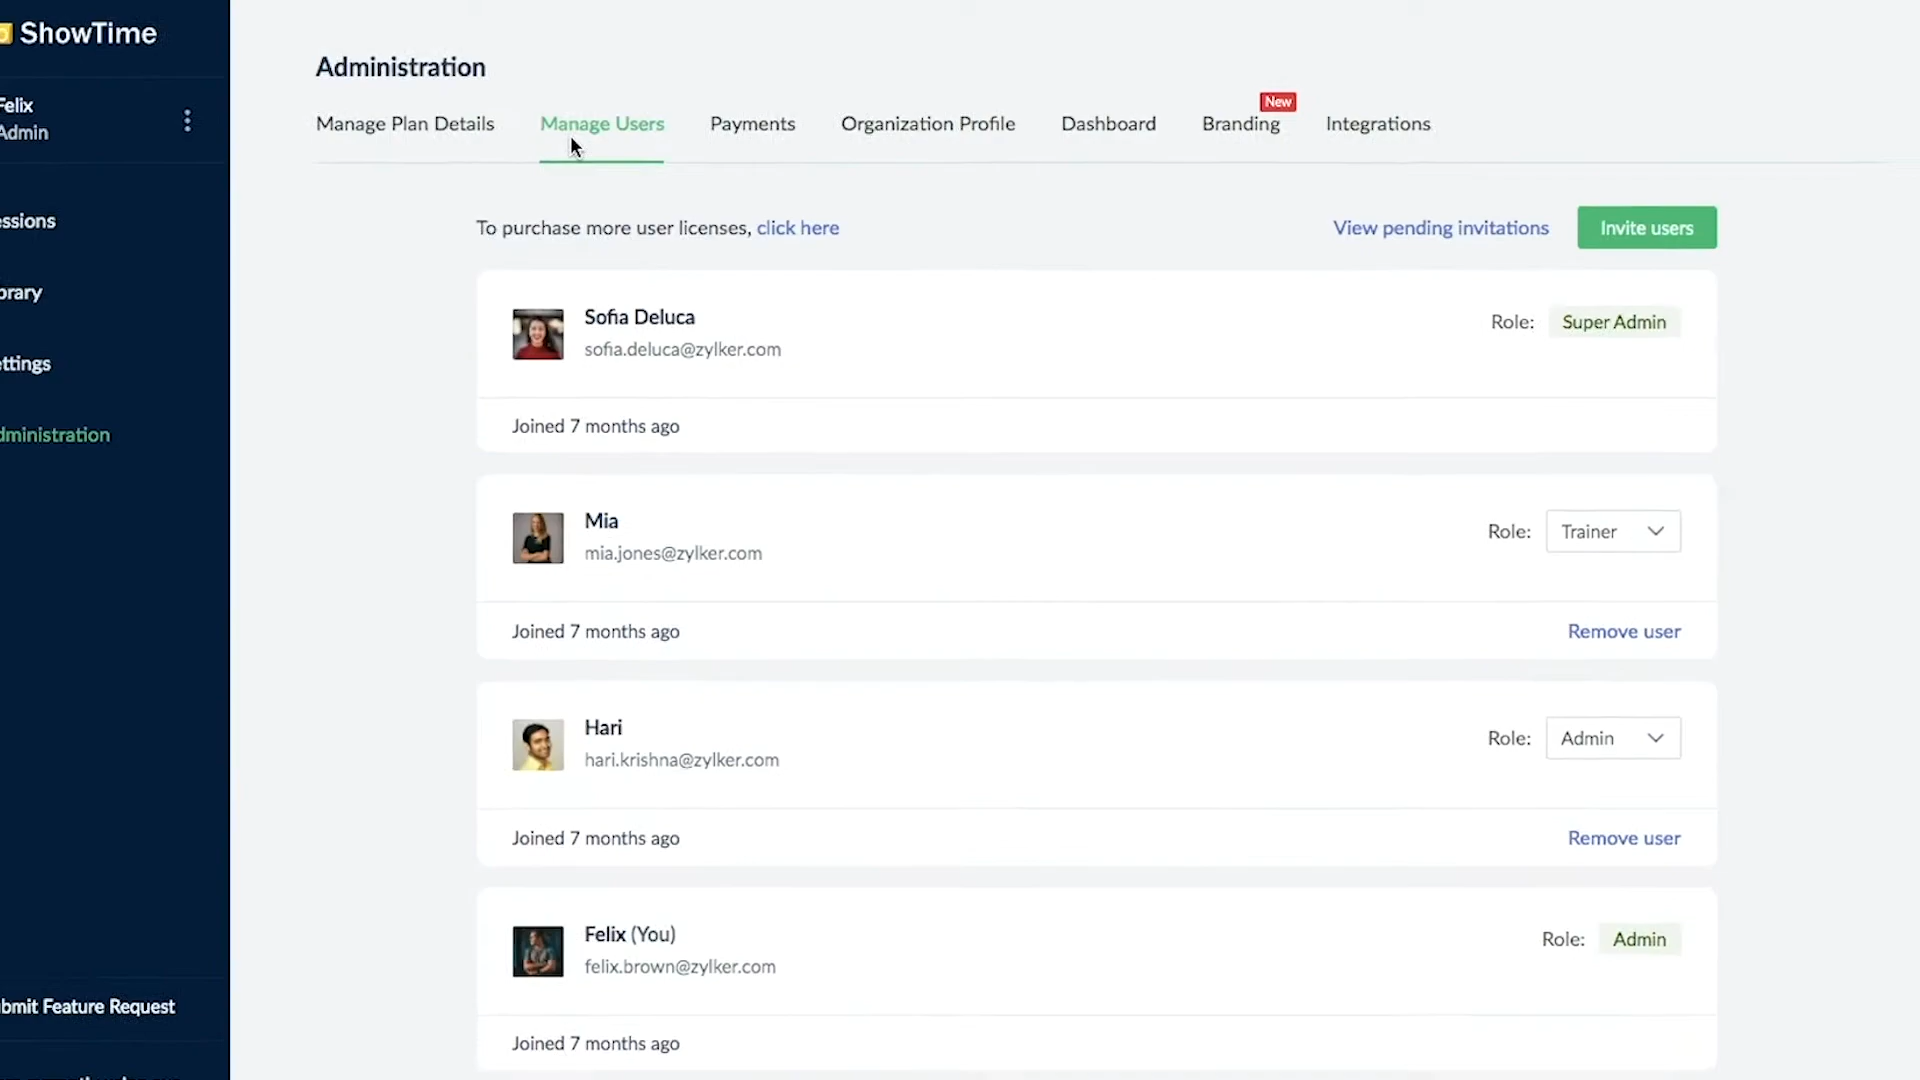 ShowTime
Felix
Admin
essions
brary
ettings
dministration
bmit Feature Request
Administration
Manage Plan Details
Manage Users
Payments
Organization Profile
Dashboard
Branding
New
Integrations
To purchase more user licenses, click here
View pending invitations
Invite users
Sofia Deluca
sofia.deluca@zylker.com
Role: Super Admin
Joined 7 months ago
Mia
mia.jones@zylker.com
Role: Trainer
Joined 7 months ago
Remove user
Hari
hari.krishna@zylker.com
Role: Admin
Joined 7 months ago
Remove user
Felix (You)
felix.brown@zylker.com
Role: Admin
Joined 7 months ago